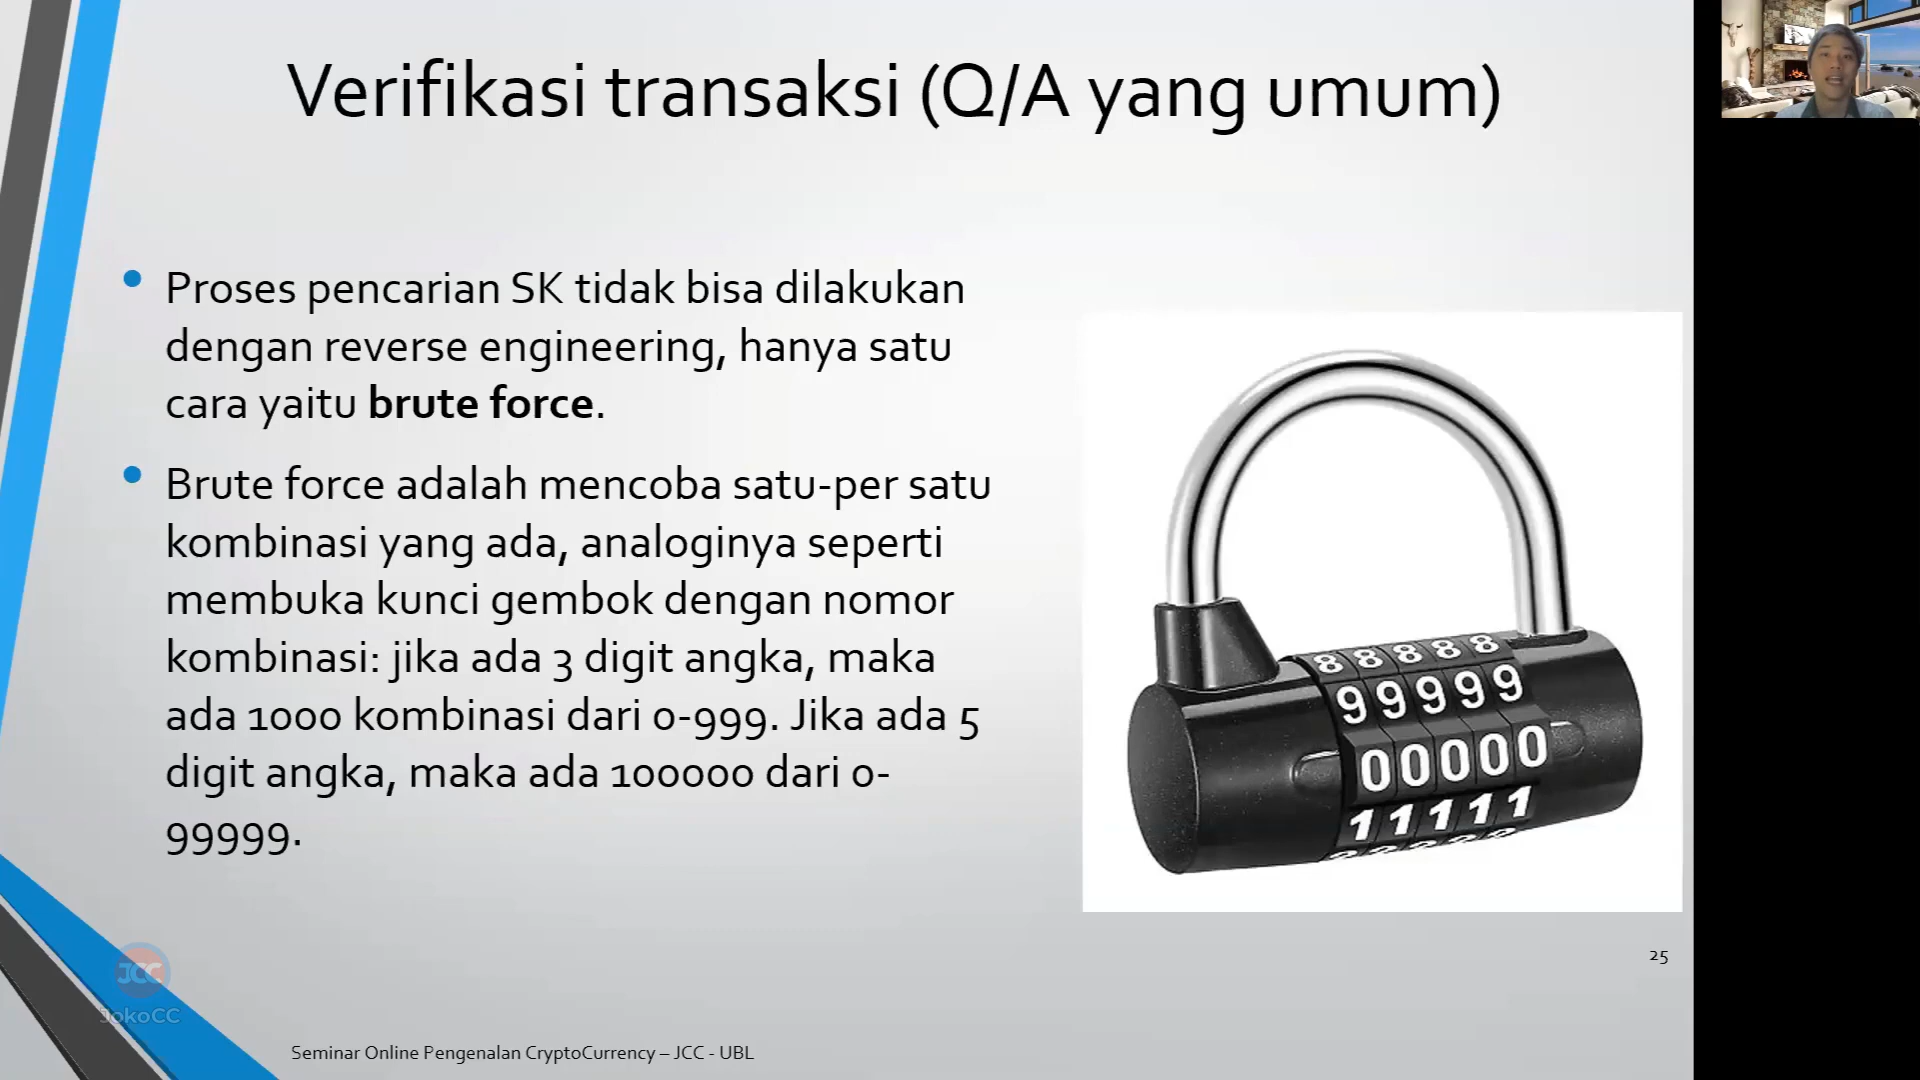 Verifikasi transaksi (Q/A yang umum)
Proses pencarian SK tidak bisa dilakukan
dengan reverse engineering, hanya satu
cara yaitu brute force.
Brute force adalah mencoba satu-per satu
kombinasi yang ada, analoginya seperti
membuka kunci gembok dengan nomor
kombinasi: jika ada 3 digit angka, maka
ada 1000 kombinasi dari 0-999. Jika ada 5
digit angka, maka ada 100000 dari 0-
99999.
88888
99999
00000
11111
25
JCC
JokoCC
Seminar Online Pengenalan CryptoCurrency – JCC - UBL